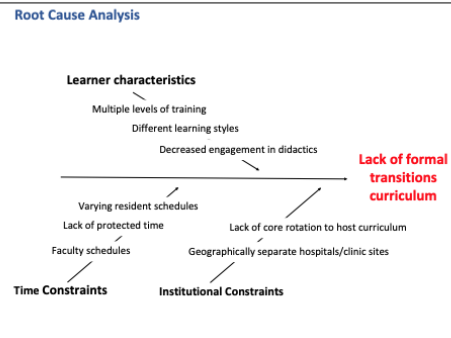 Root Cause Analysis
Learner characteristics
Multiple levels of training
Different learning styles
Decreased engagement in didactics
Lack of formal
transitions
curriculum
Varying resident schedules
Lack of protected time
Faculty schedules
Time Constraints
Lack of core rotation to host curriculum
Geographically separate hospitals/clinic sites
Institutional Constraints